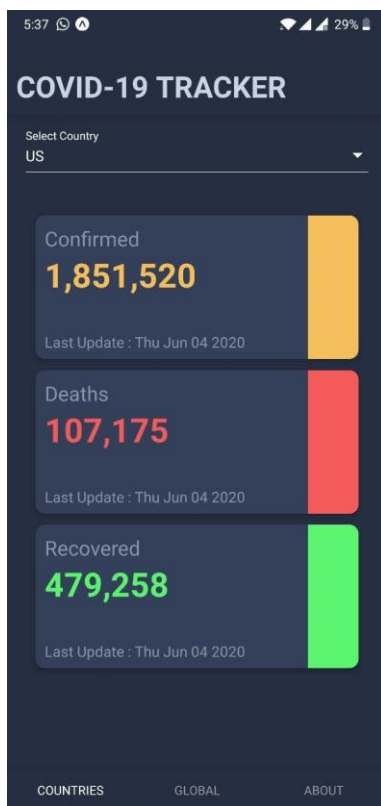 5:37 29%
COVID-19 TRACKER
Select Country
US
Confirmed
1,851,520
Last Update : Thu Jun 04 2020
Deaths
107,175
Last Update : Thu Jun 04 2020
Recovered
479,258
Last Update : Thu Jun 04 2020
COUNTRIES GLOBAL ABOUT